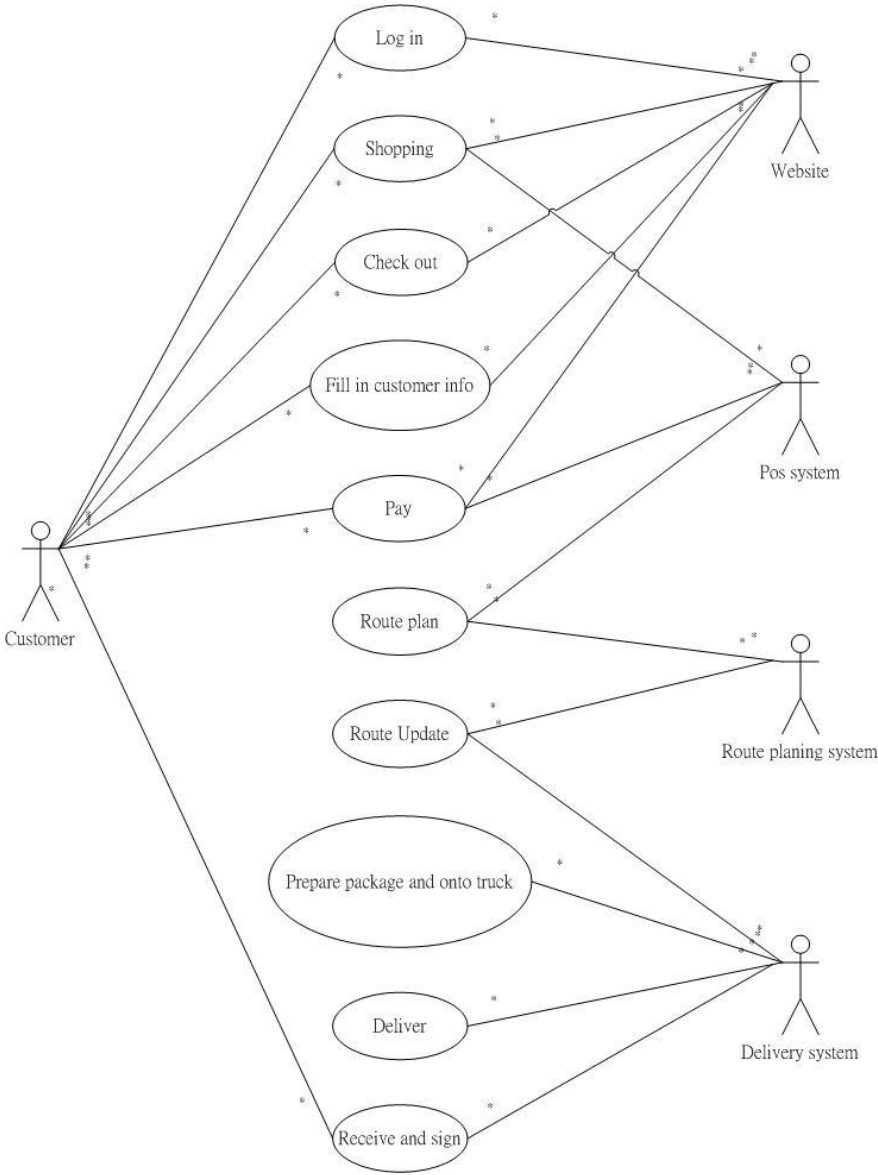 Log in
Website
Shopping
Check out
Fill in customer info
Pos system
Pay
Customer
Route plan
Route Update
Route planing system
Prepare package and onto truck
Deliver
Delivery system
Receive and sign